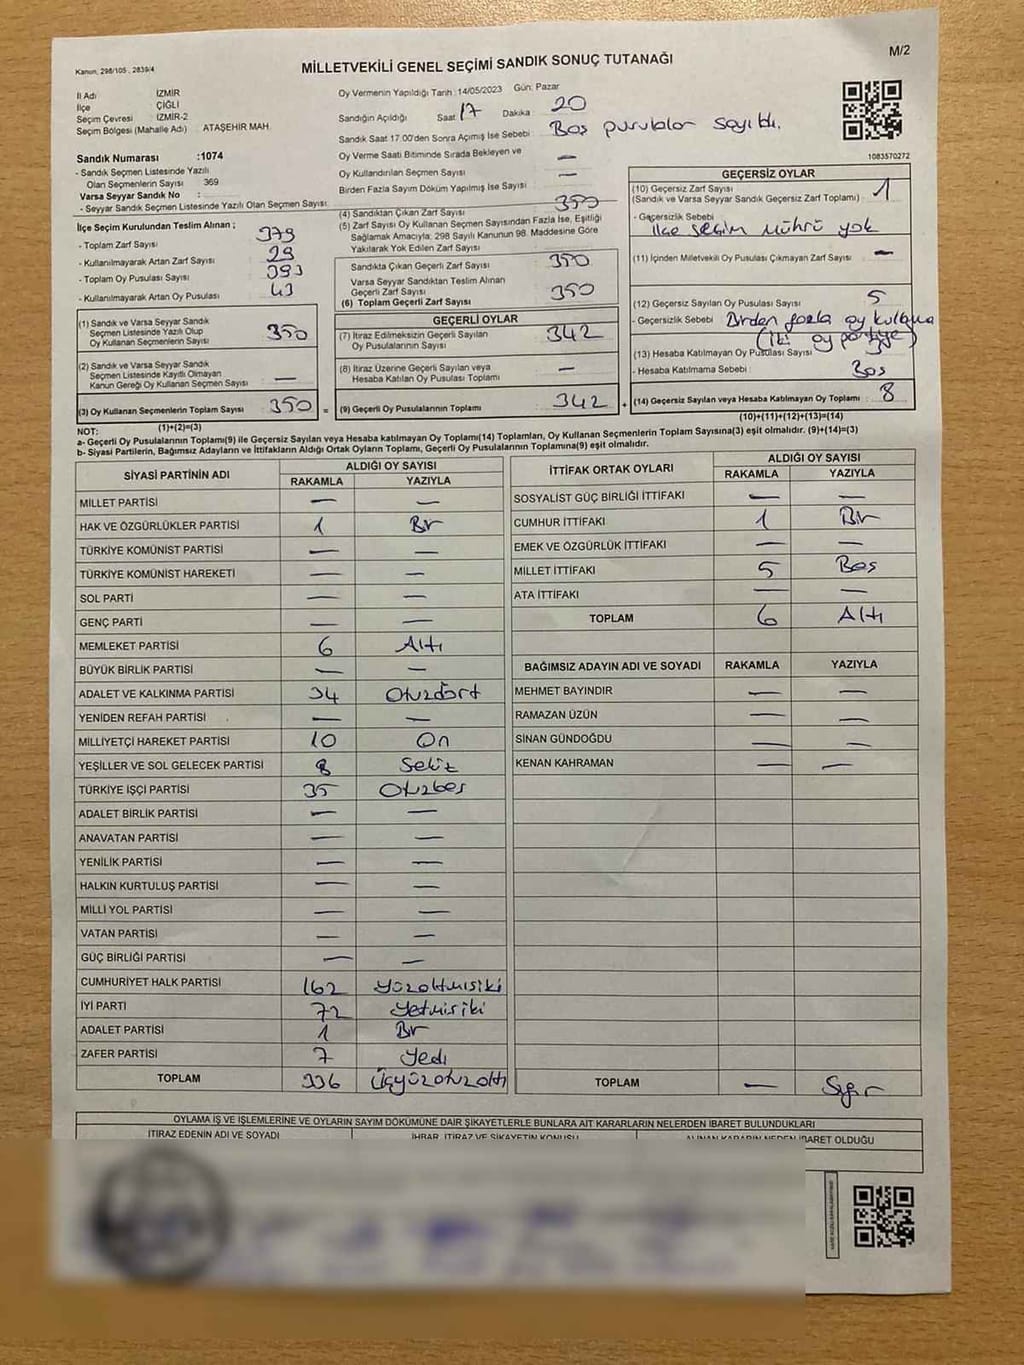 M/2
Kanun, 298/105 , 2839/4
MİLLETVEKİLİ GENEL SEÇİMİ SANDIK SONUÇ TUTANAĞI
İl Adı İZMİR
İlçe ÇİĞLİ
Seçim Çevresi İZMİR-2
Seçim Bölgesi (Mahalle Adı) : ATAŞEHİR MAH.
Sandık Numarası :1074
- Sandık Seçmen Listesinde Yazılı
Olan Seçmenlerin Sayısı 369
Varsa Seyyar Sandık No :
- Seyyar Sandık Seçmen Listesinde Yazılı Olan Seçmen Sayısı:
Oy Vermenin Yapıldığı Tarih :14/05/2023 Gün: Pazar
Sandığın Açıldığı Saat : 17 Dakika : 20
Sandık Saat 17:00'den Sonra Açımış İse Sebebi : Boş pusulalar sayıldı.
Oy Verme Saati Bitiminde Sırada Bekleyen ve
Oy Kullandırılan Seçmen Sayısı —
Birden Fazla Sayım Döküm Yapılmış İse Sayısı —
1083570272
İlçe Seçim Kurulundan Teslim Alınan ;
- Toplam Zarf Sayısı 379
- Kullanılmayarak Artan Zarf Sayısı 29
- Toplam Oy Pusulası Sayısı 393
- Kullanılmayarak Artan Oy Pusulası 43
(4) Sandıktan Çıkan Zarf Sayısı 350
(5) Zarf Sayısı Oy Kullanan Seçmen Sayısından Fazla İse, Eşitliği
Sağlamak Amacıyla; 298 Sayılı Kanunun 98. Maddesine Göre
Yakılarak Yok Edilen Zarf Sayısı
Sandıkta Çıkan Geçerli Zarf Sayısı 350
Varsa Seyyar Sandıktan Teslim Alınan
Geçerli Zarf Sayısı
(6) Toplam Geçerli Zarf Sayısı 350
GEÇERSİZ OYLAR
(10) Geçersiz Zarf Sayısı 1
(Sandık ve Varsa Seyyar Sandık Geçersiz Zarf Toplamı)
- Geçersizlik Sebebi
İlçe seçim Mührü yok
(11) İçinden Milletvekili Oy Pusulası Çıkmayan Zarf Sayısı —
(12) Geçersiz Sayılan Oy Pusulası Sayısı 5
- Geçersizlik Sebebi : Birden fazla oy kullanma
(İki oy partiye)
(13) Hesaba Katılmayan Oy Pusulası Sayısı
- Hesaba Katılmama Sebebi : Boş
(14) Geçersiz Sayılan veya Hesaba Katılmayan Oy Toplamı : 8
(1) Sandık ve Varsa Seyyar Sandık
Seçmen Listesinde Yazılı Olup
Oy Kullanan Seçmenlerin Sayısı 350
(2) Sandık ve Varsa Seyyar Sandık
Seçmen Listesinde Kayıtlı Olmayan
Kanun Gereği Oy Kullanan Seçmen Sayısı —
(3) Oy Kullanan Seçmenlerin Toplam Sayısı 350 =
GEÇERLİ OYLAR
(7) İtiraz Edilmeksizin Geçerli Sayılan
Oy Pusulalarının Sayısı 342
(8) İtiraz Üzerine Geçerli Sayılan veya
Hesaba Katılan Oy Pusulası Toplamı —
(9) Geçerli Oy Pusulalarının Toplamı 342 +
NOT: (1)+(2)=(3) (10)+(11)+(12)+(13)=(14)
a- Geçerli Oy Pusulalarının Toplamı(9) ile Geçersiz Sayılan veya Hesaba katılmayan Oy Toplamı(14) Toplamları, Oy Kullanan Seçmenlerin Toplam Sayısına(3) eşit olmalıdır. (9)+(14)=(3)
b- Siyasi Partilerin, Bağımsız Adayların ve İttifakların Aldığı Ortak Oyların Toplamı, Geçerli Oy Pusulalarının Toplamına(9) eşit olmalıdır.
SİYASİ PARTİNİN ADI ALDIĞI OY SAYISI
RAKAMLA YAZIYLA
MİLLET PARTİSİ — —
HAK VE ÖZGÜRLÜKLER PARTİSİ 1 Bir
TÜRKİYE KOMÜNİST PARTİSİ — —
TÜRKİYE KOMÜNİST HAREKETİ — —
SOL PARTİ — —
GENÇ PARTİ — —
MEMLEKET PARTİSİ 6 Altı
BÜYÜK BİRLİK PARTİSİ — —
ADALET VE KALKINMA PARTİSİ 34 Otuzdört
YENİDEN REFAH PARTİSİ — —
MİLLİYETÇİ HAREKET PARTİSİ 10 On
YEŞİLLER VE SOL GELECEK PARTİSİ 8 Sekiz
TÜRKİYE İŞÇİ PARTİSİ 35 Otuzbeş
ADALET BİRLİK PARTİSİ — —
ANAVATAN PARTİSİ — —
YENİLİK PARTİSİ — —
HALKIN KURTULUŞ PARTİSİ — —
MİLLİ YOL PARTİSİ — —
VATAN PARTİSİ — —
GÜÇ BİRLİĞİ PARTİSİ — —
CUMHURİYET HALK PARTİSİ 162 Yüzaltmışiki
İYİ PARTİ 72 Yetmişiki
ADALET PARTİSİ 1 Bir
ZAFER PARTİSİ 7 Yedi
TOPLAM 336 Üçyüzotuzaltı
İTTİFAK ORTAK OYLARI ALDIĞI OY SAYISI
RAKAMLA YAZIYLA
SOSYALİST GÜÇ BİRLİĞİ İTTİFAKI — —
CUMHUR İTTİFAKI 1 Bir
EMEK VE ÖZGÜRLÜK İTTİFAKI — —
MİLLET İTTİFAKI 5 Beş
ATA İTTİFAKI — —
TOPLAM 6 Altı
BAĞIMSIZ ADAYIN ADI VE SOYADI RAKAMLA YAZIYLA
MEHMET BAYINDIR — —
RAMAZAN ÜZÜN — —
SİNAN GÜNDOĞDU — —
KENAN KAHRAMAN — —
TOPLAM — Sıfır
OYLAMA İŞ VE İŞLEMLERİNE VE OYLARIN SAYIM DÖKÜMÜNE DAİR ŞİKAYETLERLE BUNLARA AİT KARARLARIN NELERDEN İBARET BULUNDUKLARI
İTİRAZ EDENİN ADI VE SOYADI İHBAR, İTİRAZ VE ŞİKAYETİN KONUSU ALINAN KARARIN NEDEN İBARET OLDUĞU